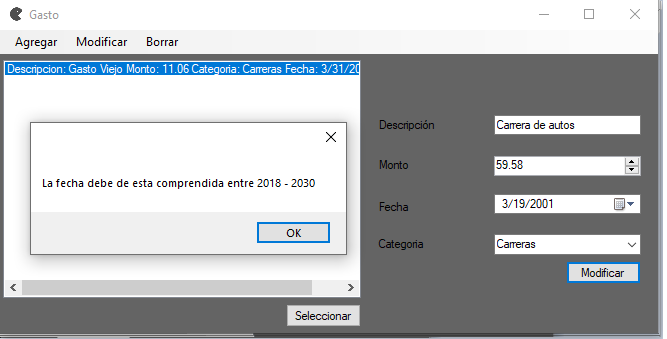 Gasto
Agregar Modificar Borrar
Descripcion: Gasto Viejo Monto: 11.06 Categoria: Carreras Fecha: 3/31/20
La fecha debe de esta comprendida entre 2018 - 2030
OK
Descripción
Carrera de autos
Monto
59.58
Fecha
3/19/2001
Categoria
Carreras
Modificar
Seleccionar